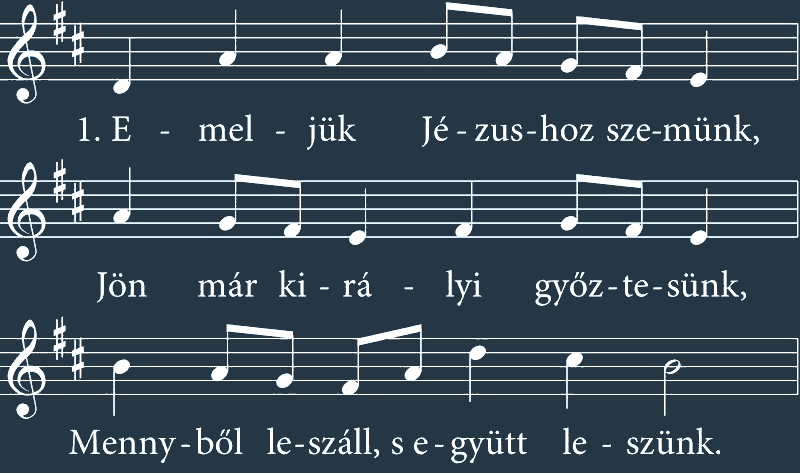 1. E - mel - jük Jé - zus - hoz sze - münk,
Jön már ki - rá - lyi győz - te - sünk,
Menny - ből le - száll, s e - gyütt le - szünk.